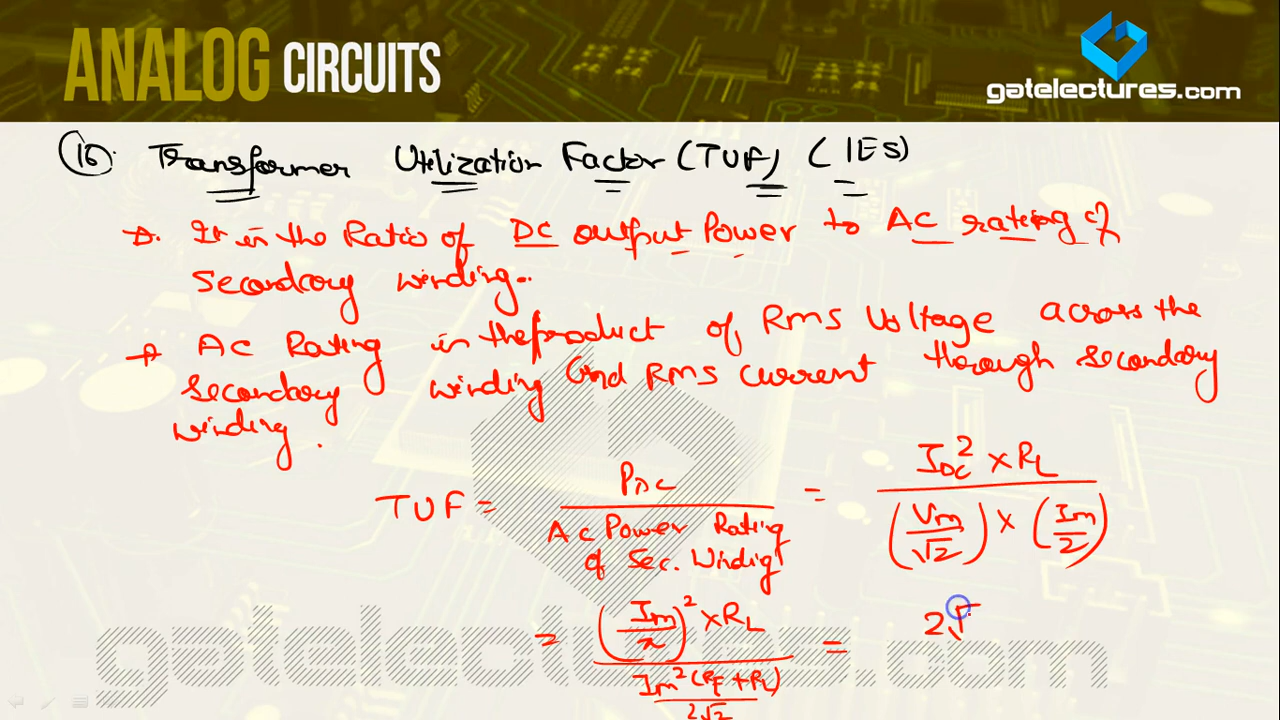 ANALOG CIRCUITS
gatelectures.com
(16). Transformer Utilization Factor (TUF) (IES)
It is the Ratio of DC output Power to AC rating of
secondary winding..
AC Rating is the product of RMS Voltage across the
secondary winding and RMS current through secondary
winding.
TUF = PDC / AC Power Rating of Sec. Windig = IDC² × RL / (Vm/√2) × (Im/2)
= (Im/π)² × RL / Im² (RF + RL) / 2√2 = 2√
gatelectures.com